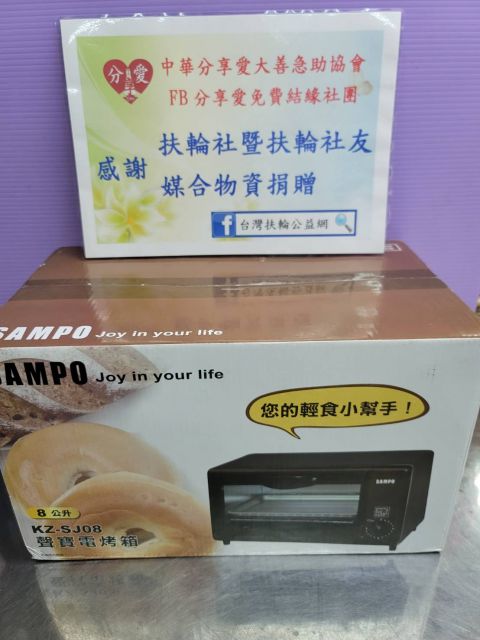 分 愛
享
中華分享愛大善急助協會
FB 分享愛免費結緣社團
感謝
扶輪社暨扶輪社友
媒合物資捐贈
f 台灣扶輪公益網
SAMPO Joy in your life
SAMPO Joy in your life
您的輕食小幫手！
SAMPO
8 公升
KZ-SJ08
聲寶電烤箱